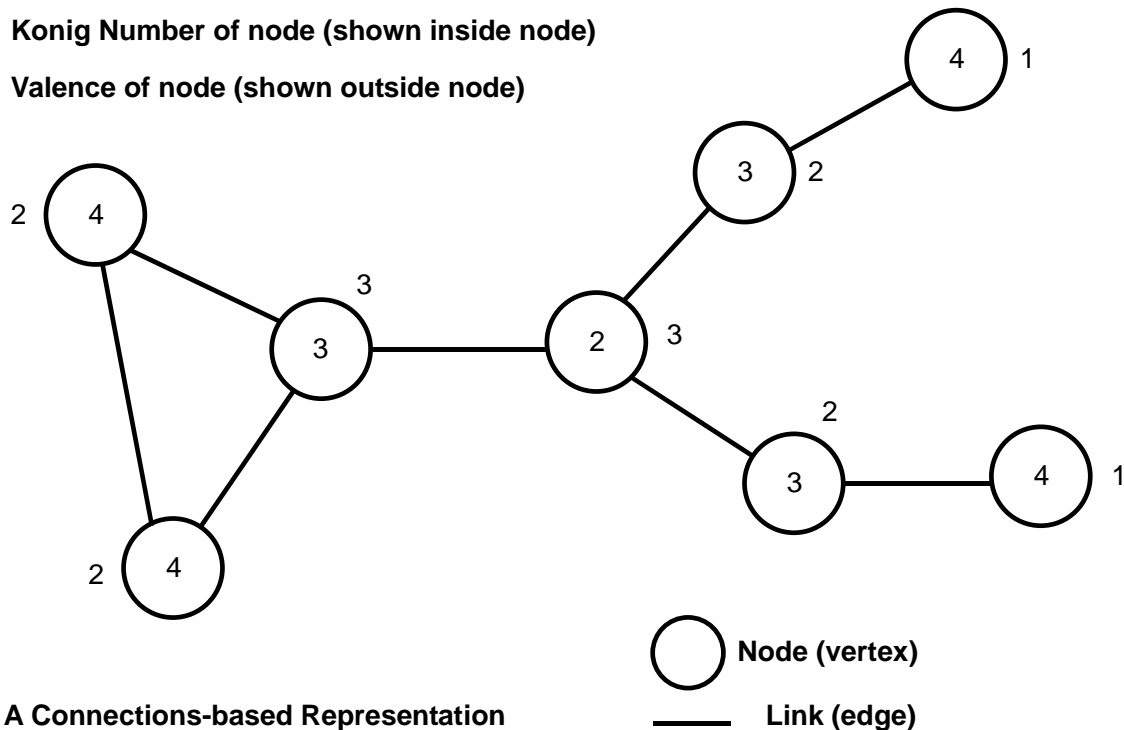 Konig Number of node (shown inside node)
4 1
Valence of node (shown outside node)
3 2
2 4
3
3
2 3
2
3
4 1
2 4
Node (vertex)
A Connections-based Representation
Link (edge)